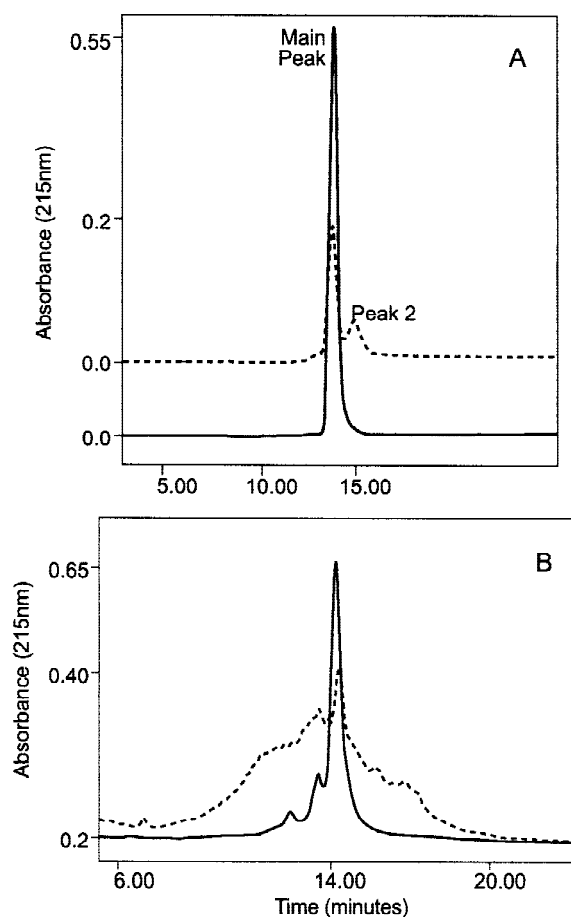 0.55
Main
Peak
A
Absorbance (215nm)
0.2
Peak 2
0.0
0.0
5.00 10.00 15.00
B
0.65
Absorbance (215nm)
0.40
0.2
6.00 14.00 20.00
Time (minutes)